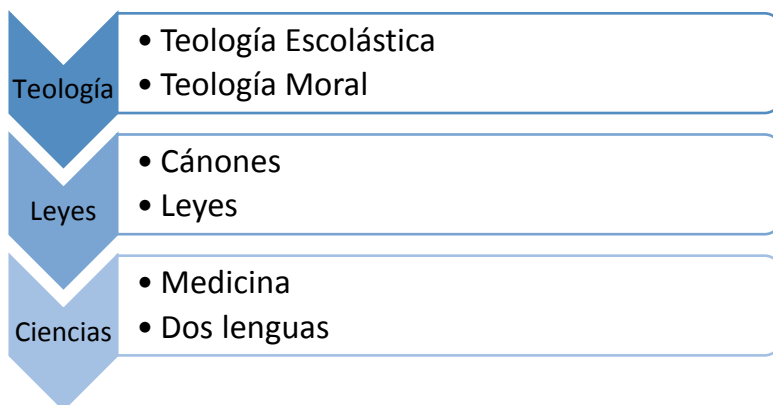 Teología
• Teología Escolástica
• Teología Moral
Leyes
• Cánones
• Leyes
Ciencias
• Medicina
• Dos lenguas